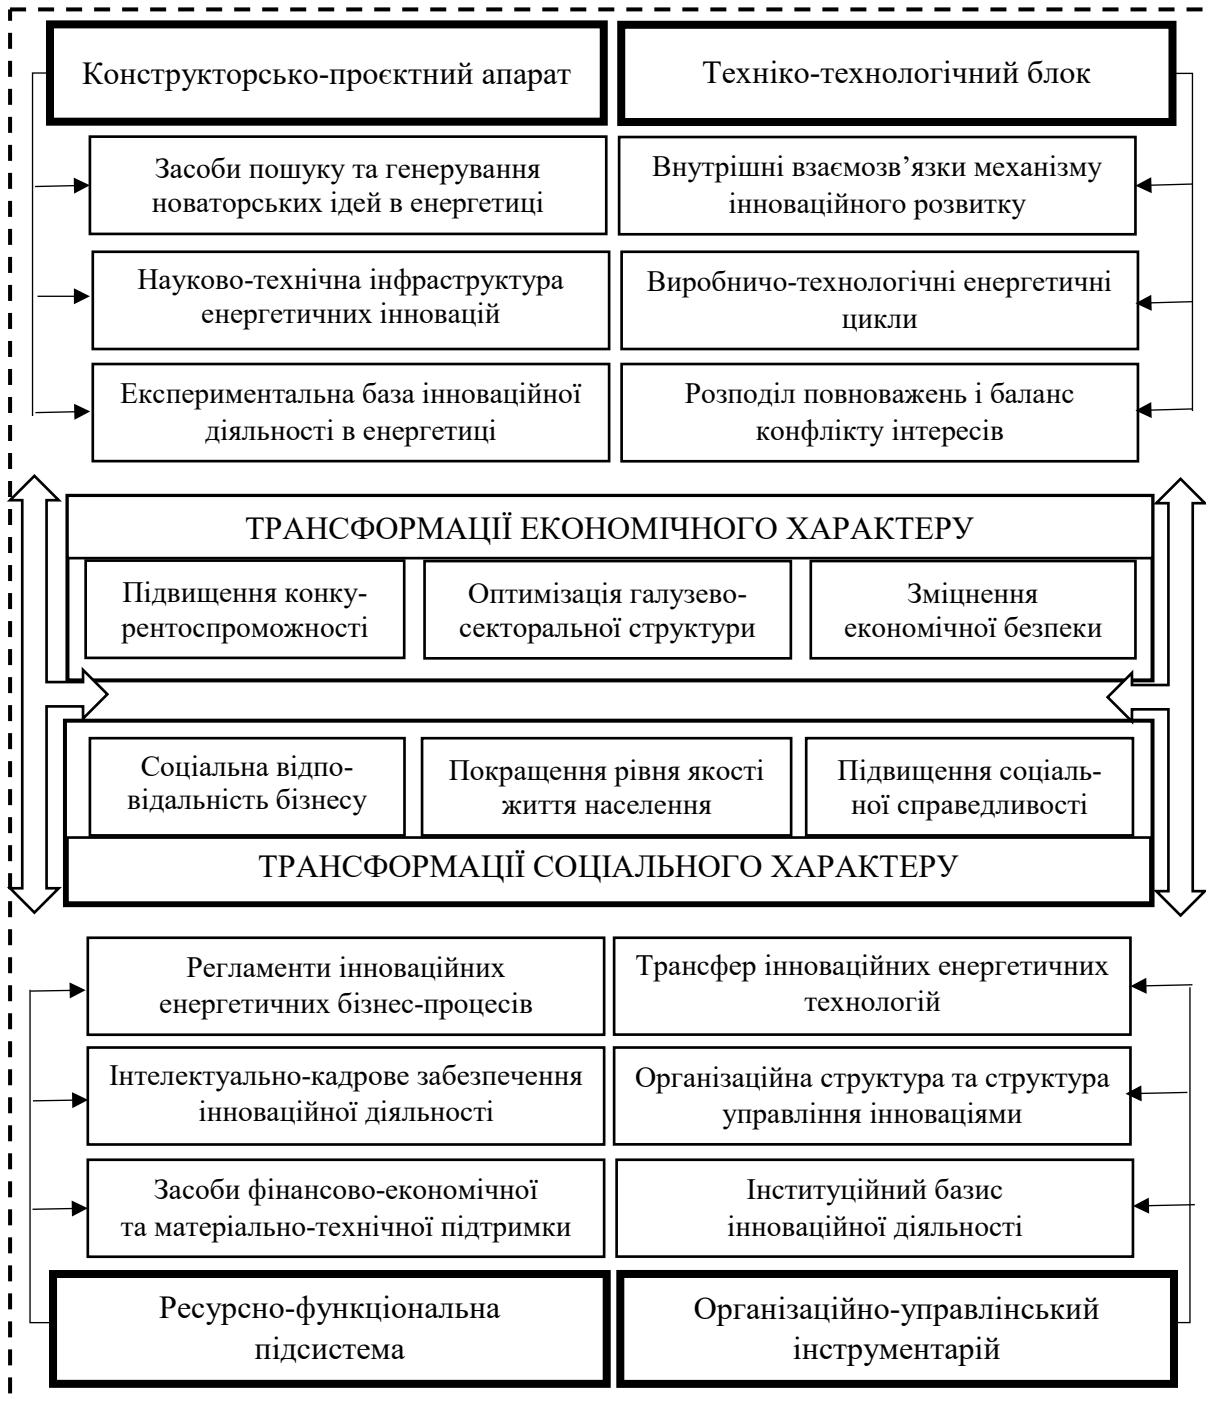 Конструкторсько-проєктний апарат
Техніко-технологічний блок
Засоби пошуку та генерування
новаторських ідей в енергетиці
Внутрішні взаємозв’язки механізму
інноваційного розвитку
Науково-технічна інфраструктура
енергетичних інновацій
Виробничо-технологічні енергетичні
цикли
Експериментальна база інноваційної
діяльності в енергетиці
Розподіл повноважень і баланс
конфлікту інтересів
ТРАНСФОРМАЦІЇ ЕКОНОМІЧНОГО ХАРАКТЕРУ
Підвищення конку-
рентоспроможності
Оптимізація галузево-
секторальної структури
Зміцнення
економічної безпеки
Соціальна відпо-
відальність бізнесу
Покращення рівня якості
життя населення
Підвищення соціаль-
ної справедливості
ТРАНСФОРМАЦІЇ СОЦІАЛЬНОГО ХАРАКТЕРУ
Регламенти інноваційних
енергетичних бізнес-процесів
Трансфер інноваційних енергетичних
технологій
Інтелектуально-кадрове забезпечення
інноваційної діяльності
Організаційна структура та структура
управління інноваціями
Засоби фінансово-економічної
та матеріально-технічної підтримки
Інституційний базис
інноваційної діяльності
Ресурсно-функціональна
підсистема
Організаційно-управлінський
інструментарій